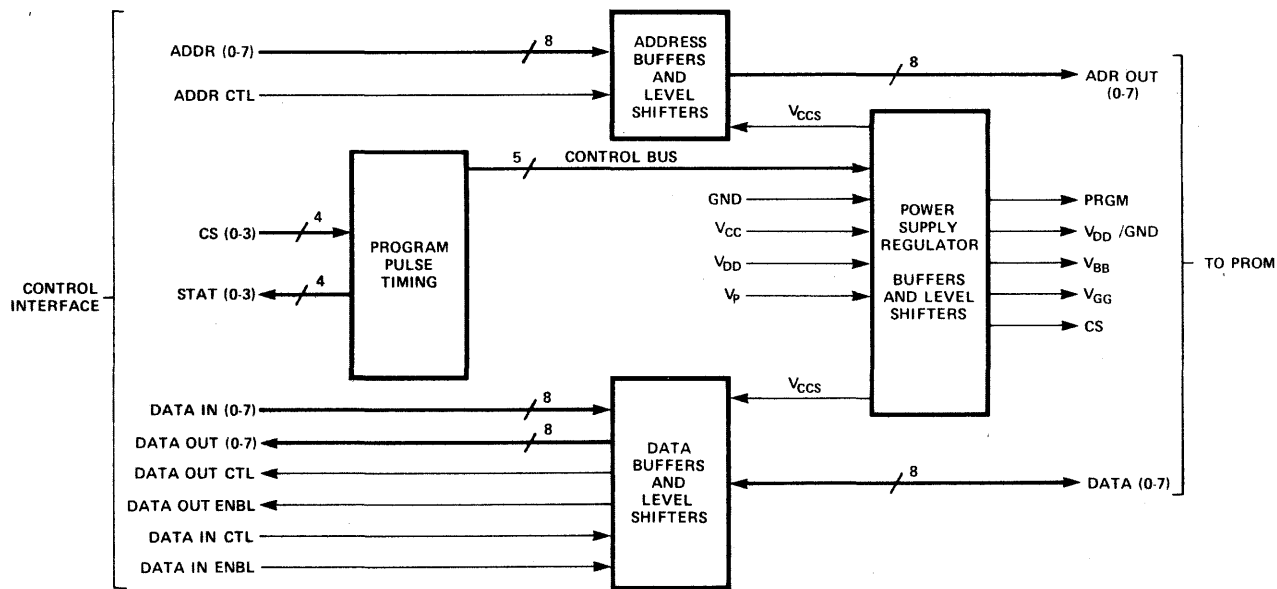 ADDR (0-7)
8
ADDR CTL
ADDRESS
BUFFERS
AND
LEVEL
SHIFTERS
8
ADR OUT
(0-7)
VCCS
5
CONTROL BUS
CONTROL
INTERFACE
CS (0-3)
4
STAT (0-3)
4
PROGRAM
PULSE
TIMING
GND
VCC
VDD
VP
POWER
SUPPLY
REGULATOR
BUFFERS
AND LEVEL
SHIFTERS
PRGM
VDD /GND
VBB
VGG
CS
TO PROM
VCCS
DATA IN (0-7)
8
DATA OUT (0-7)
8
DATA OUT CTL
DATA OUT ENBL
DATA IN CTL
DATA IN ENBL
DATA
BUFFERS
AND
LEVEL
SHIFTERS
8
DATA (0-7)